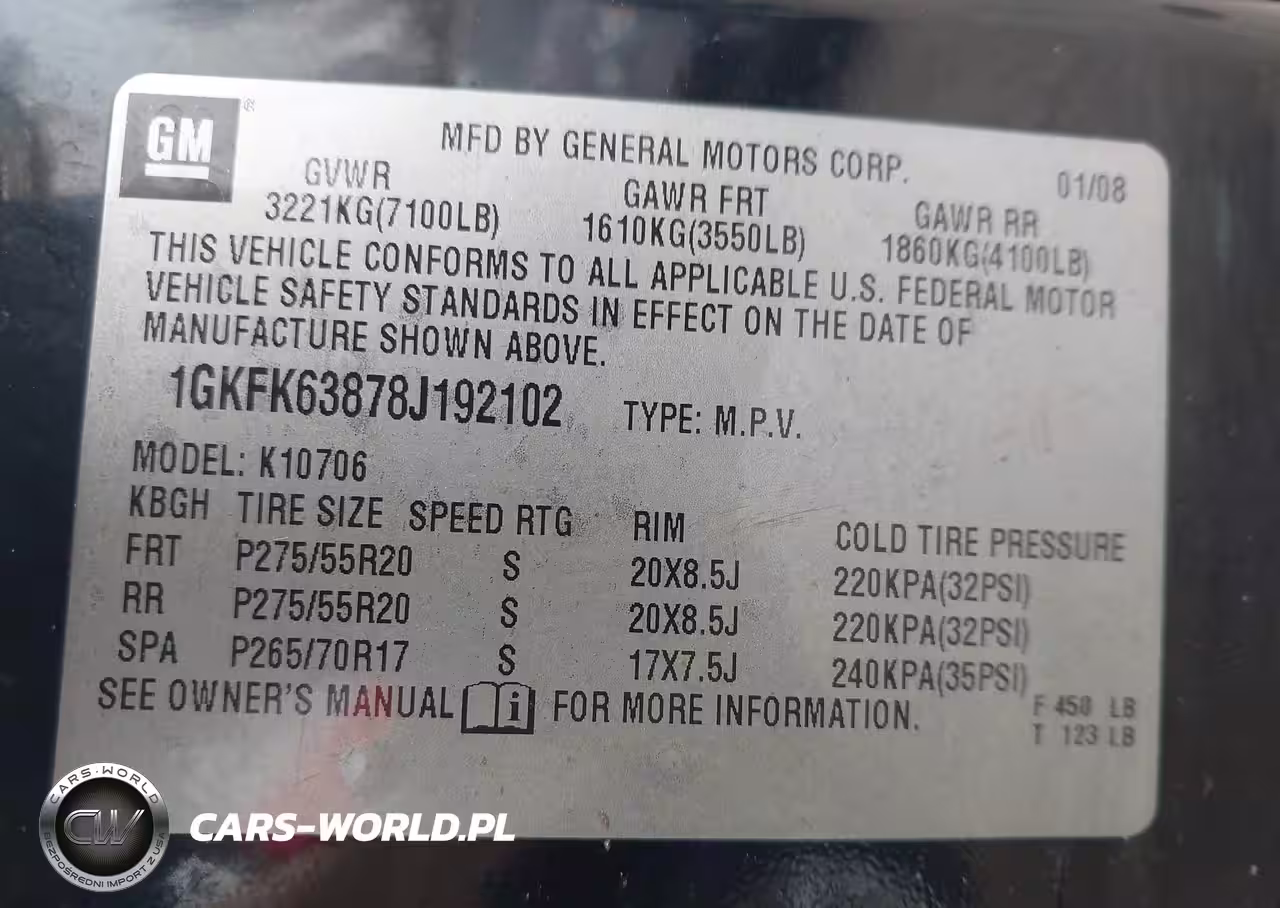 GM®
MFD BY GENERAL MOTORS CORP.
01/08
GVWR GAWR FRT GAWR RR
3221KG(7100LB) 1610KG(3550LB) 1860KG(4100LB)
THIS VEHICLE CONFORMS TO ALL APPLICABLE U.S. FEDERAL MOTOR
VEHICLE SAFETY STANDARDS IN EFFECT ON THE DATE OF
MANUFACTURE SHOWN ABOVE.
1GKFK63878J192102 TYPE: M.P.V.
MODEL: K10706
KBGH TIRE SIZE SPEED RTG RIM COLD TIRE PRESSURE
FRT P275/55R20 S 20X8.5J 220KPA(32PSI)
RR P275/55R20 S 20X8.5J 220KPA(32PSI)
SPA P265/70R17 S 17X7.5J 240KPA(35PSI)
SEE OWNER'S MANUAL i FOR MORE INFORMATION.
F 450 LB
T 123 LB
CARS-WORLD
CW
BEZPOŚREDNI IMPORT Z USA
CARS-WORLD.PL